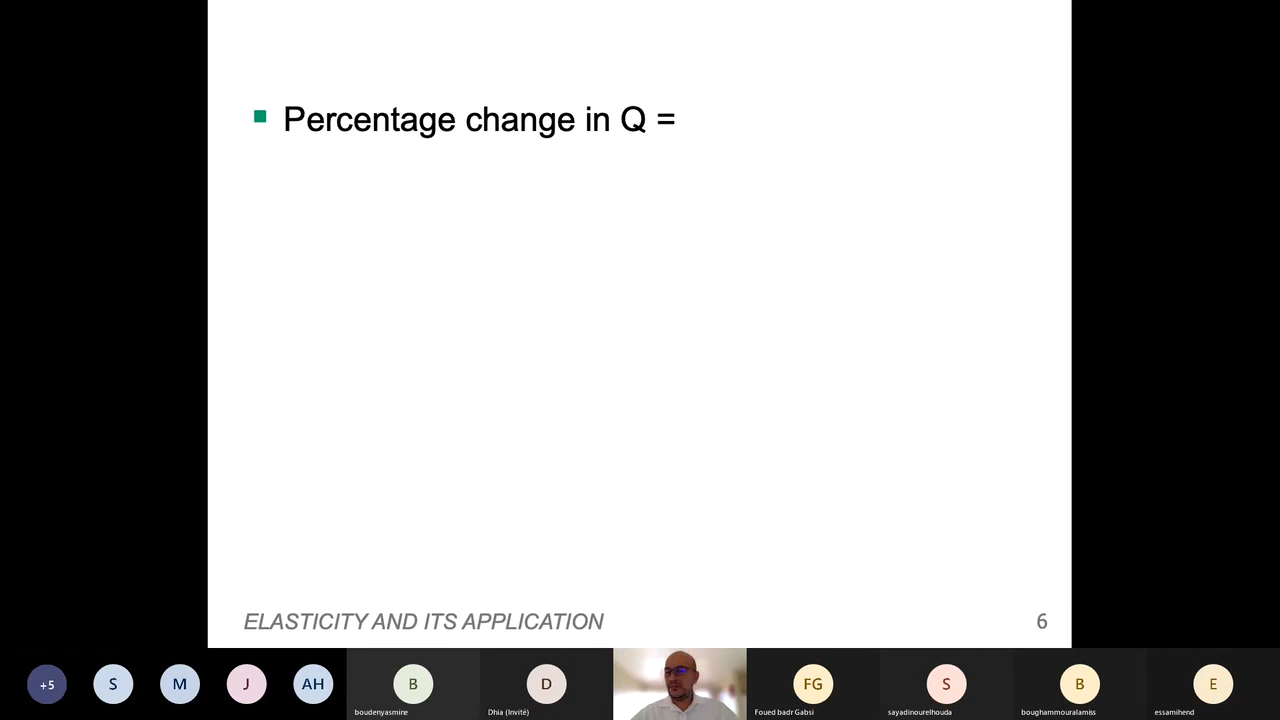 Percentage change in Q =
ELASTICITY AND ITS APPLICATION 6
+5 S M J AH B D FG S B E
boudenyasmine Dhia (Invité) Foued badr Gabsi sayadinourelhouda boughammouralamiss essamihend